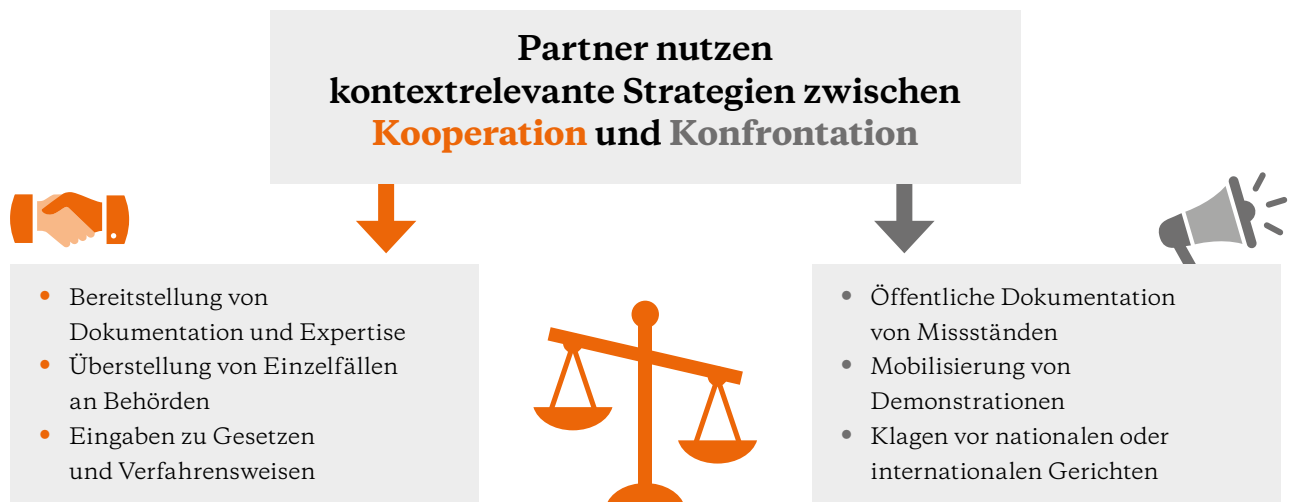 Partner nutzen
kontextrelevante Strategien zwischen
Kooperation und Konfrontation
• Bereitstellung von
Dokumentation und Expertise
• Überstellung von Einzelfällen
an Behörden
• Eingaben zu Gesetzen
und Verfahrensweisen
• Öffentliche Dokumentation
von Missständen
• Mobilisierung von
Demonstrationen
• Klagen vor nationalen oder
internationalen Gerichten